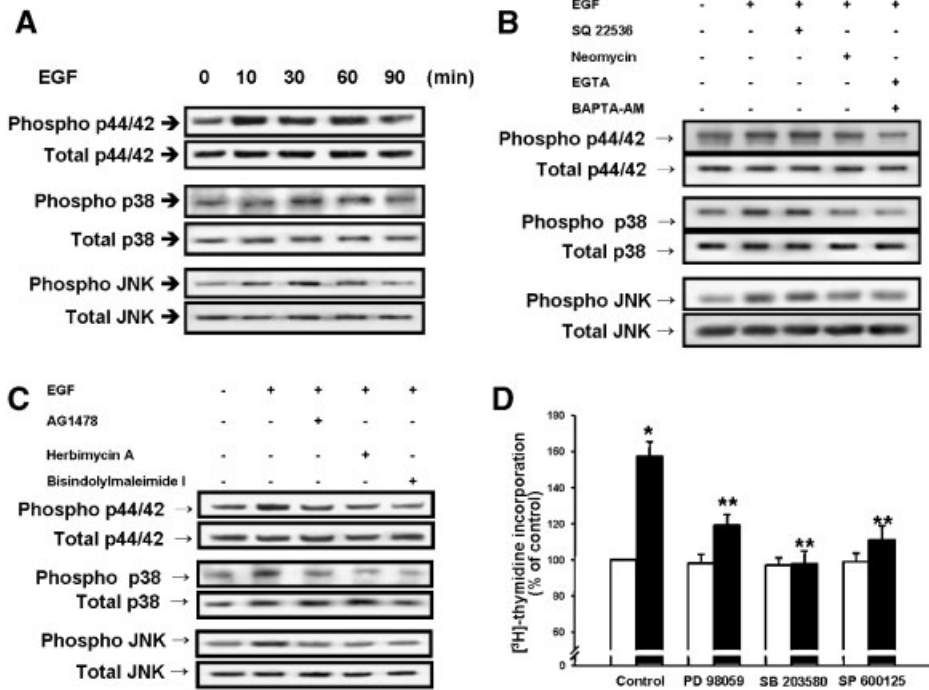 A
EGF 0 10 30 60 90 (min)
Phospho p44/42 ➔
Total p44/42 ➔
Phospho p38 ➔
Total p38 ➔
Phospho JNK ➔
Total JNK ➔
B
EGF - + + + +
SQ 22536 - - + - -
Neomycin - - - + -
EGTA - - - - +
BAPTA-AM - - - - +
Phospho p44/42 →
Total p44/42 →
Phospho p38 →
Total p38 →
Phospho JNK →
Total JNK →
C
EGF - + + + +
AG1478 - - + - -
Herbimycin A - - - + -
Bisindolylmaleimide I - - - - +
Phospho p44/42 →
Total p44/42 →
Phospho p38 →
Total p38 →
Phospho JNK →
Total JNK →
D
[³H]-thymidine incorporation
(% of control)
180
160
140
120
100
80
60
0
* ** ** **
Control PD 98059 SB 203580 SP 600125